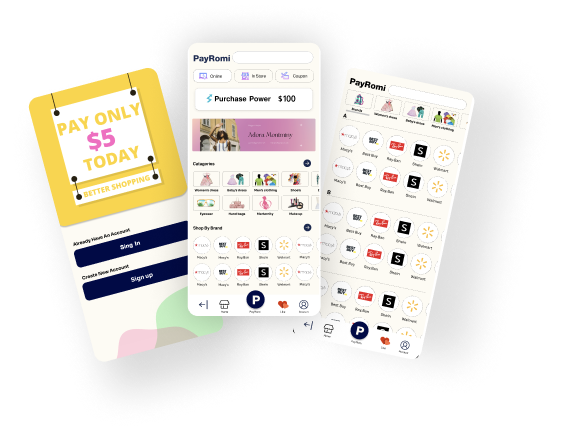 PAY ONLY
$5
TODAY
BETTER SHOPPING
Already Have An Account
Sing In
Create New Account
Sign up
PayRomi
Online
In Store
Coupon
Purchase Power $100
Categories
Women's dress
Baby's dress
Men's clothing
Shoes
Eyewear
Handbags
Makeup
Shop By Brand
Macy's
Best Buy
Ray Ban
Shein
Walmart
Macy's
Macy's
Best Buy
Ray Ban
Shein
Walmart
Macy's
Home
P
PayRomi
Like
Account
PayRomi
Brands
Women's dress
Baby's dress
Men's clothing
A
Macy's
Best Buy
Ray Ban
Shein
Walmart
Macy's
Best Buy
Ray Ban
Shein
Walmart
B
Macy's
Best Buy
Ray Ban
Shein
Walmart
Macy's
Best Buy
Ray Ban
Shein
Walmart
Best Buy
Ray Ban
Shein
Walmart
Home
P
PayRomi
Like
Account